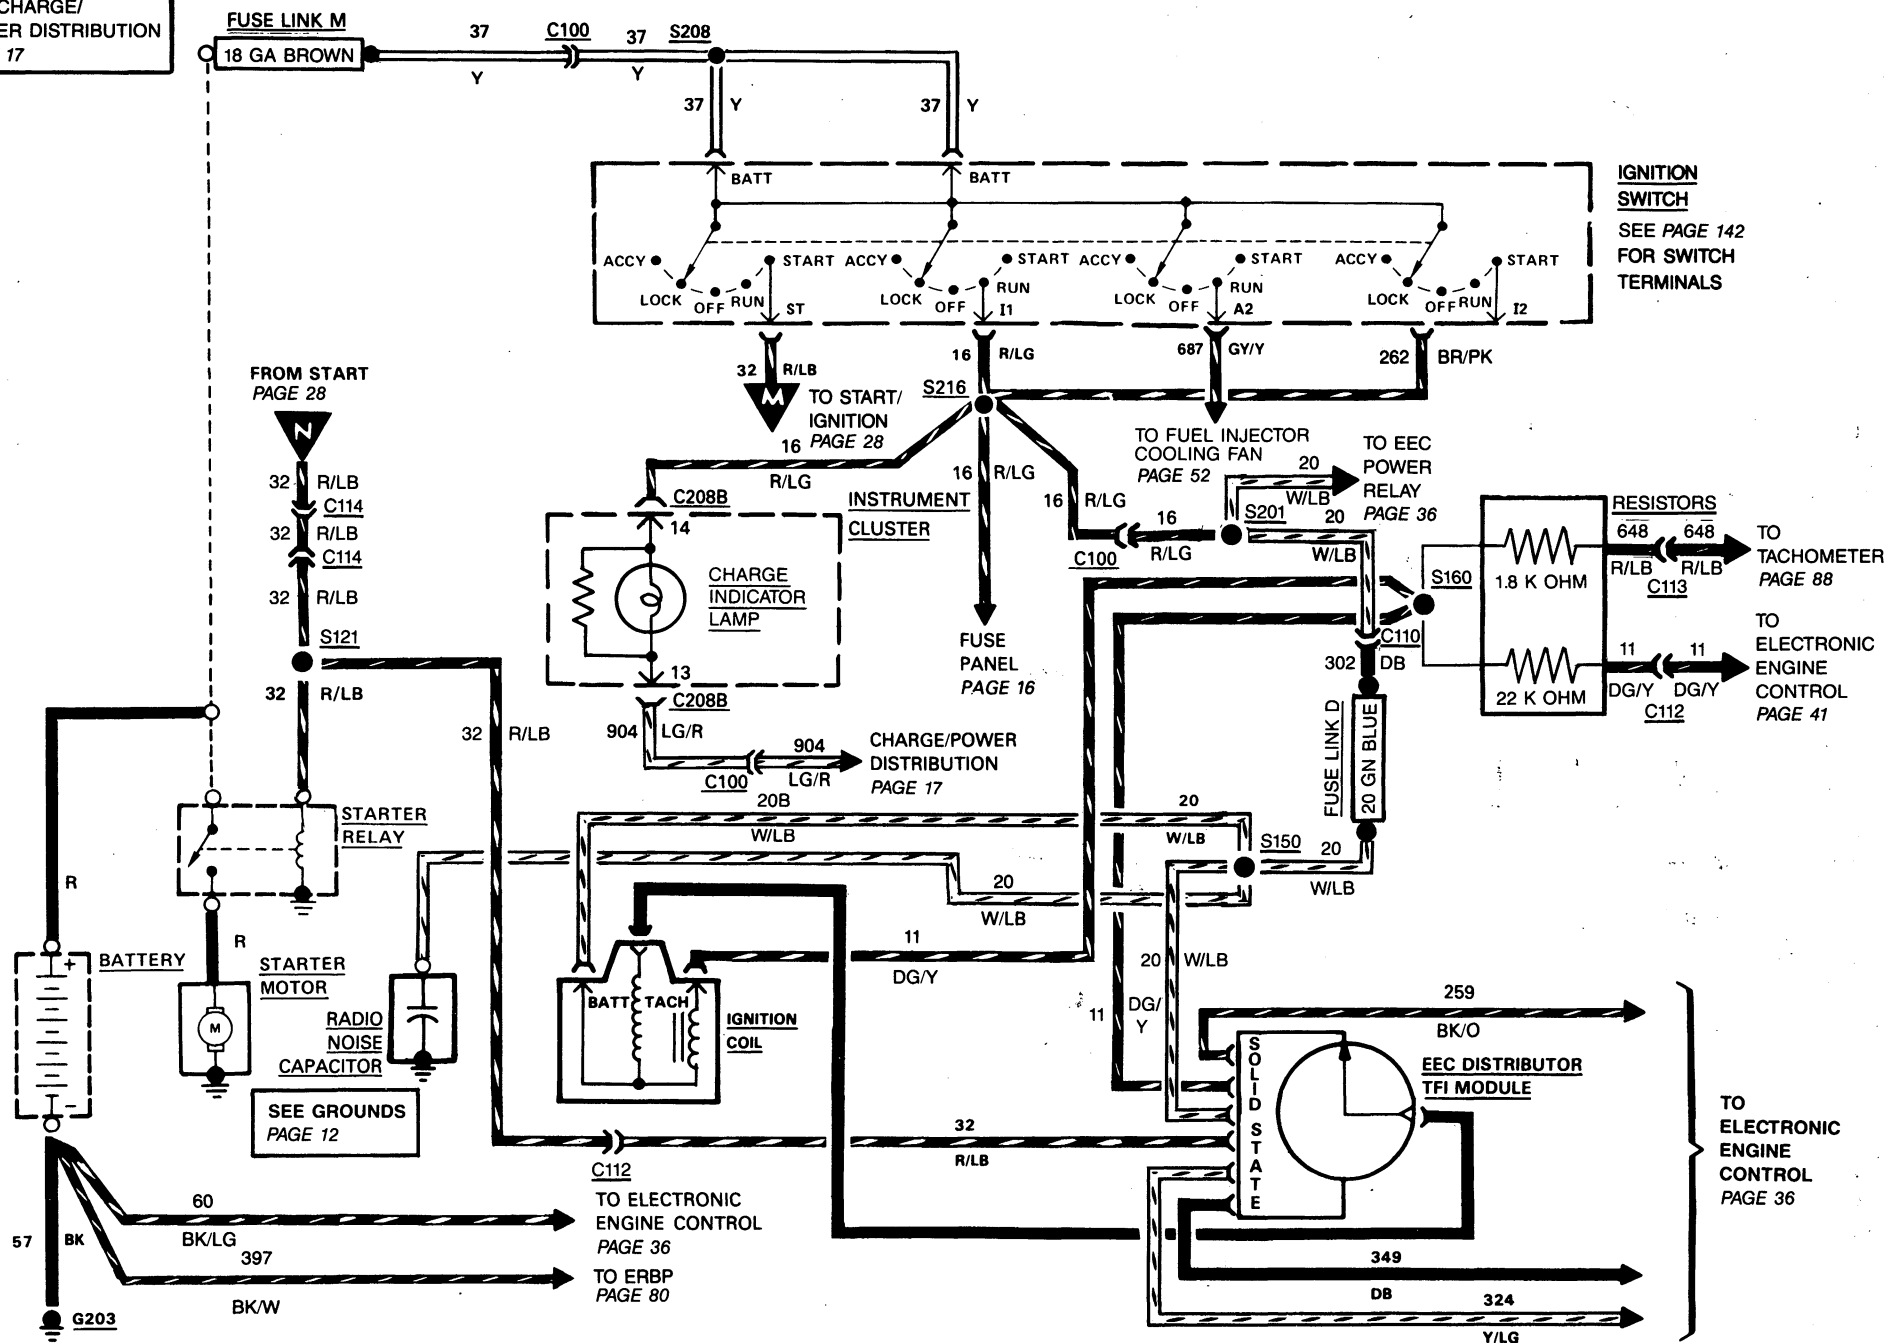 CHARGE/
ER DISTRIBUTION
17
FUSE LINK M
18 GA BROWN
37
Y
C100
37
Y
S208
37 Y
37 Y
BATT
BATT
IGNITION
SWITCH
SEE PAGE 142
FOR SWITCH
TERMINALS
ACCY
LOCK
OFF
RUN
START
ST
ACCY
LOCK
OFF
RUN
START
I1
ACCY
LOCK
OFF
RUN
START
A2
ACCY
LOCK
OFF
RUN
START
I2
32 R/LB
M
TO START/
IGNITION
PAGE 28
16 R/LG
S216
687 GY/Y
262 BR/PK
TO FUEL INJECTOR
COOLING FAN
PAGE 52
TO EEC
POWER
RELAY
PAGE 36
FROM START
PAGE 28
N
32 R/LB
C114
32 R/LB
C114
32 R/LB
S121
32 R/LB
16
R/LG
16 R/LG
16 R/LG
C100
16
R/LG
S201
20
W/LB
20
W/LB
C208B
14
INSTRUMENT
CLUSTER
CHARGE
INDICATOR
LAMP
13
C208B
904 LG/R
C100
904
LG/R
CHARGE/POWER
DISTRIBUTION
PAGE 17
FUSE
PANEL
PAGE 16
C110
302 DB
FUSE LINK D
20 GN BLUE
S160
RESISTORS
1.8 K OHM
22 K OHM
648
R/LB
C113
648
R/LB
TO
TACHOMETER
PAGE 88
11
DG/Y
C112
11
DG/Y
TO
ELECTRONIC
ENGINE
CONTROL
PAGE 41
32 R/LB
STARTER
RELAY
20B
W/LB
20
W/LB
S150
20
W/LB
20
W/LB
R
R
BATTERY
+
-
STARTER
MOTOR
M
RADIO
NOISE
CAPACITOR
BATT
TACH
IGNITION
COIL
11
DG/Y
11 DG/
Y
20 W/LB
SEE GROUNDS
PAGE 12
259
BK/O
SOLID STATE
EEC DISTRIBUTOR
TFI MODULE
32
R/LB
C112
TO ELECTRONIC
ENGINE CONTROL
PAGE 36
60
BK/LG
397
BK/W
TO ERBP
PAGE 80
57 BK
G203
349
DB
324
Y/LG
TO
ELECTRONIC
ENGINE
CONTROL
PAGE 36